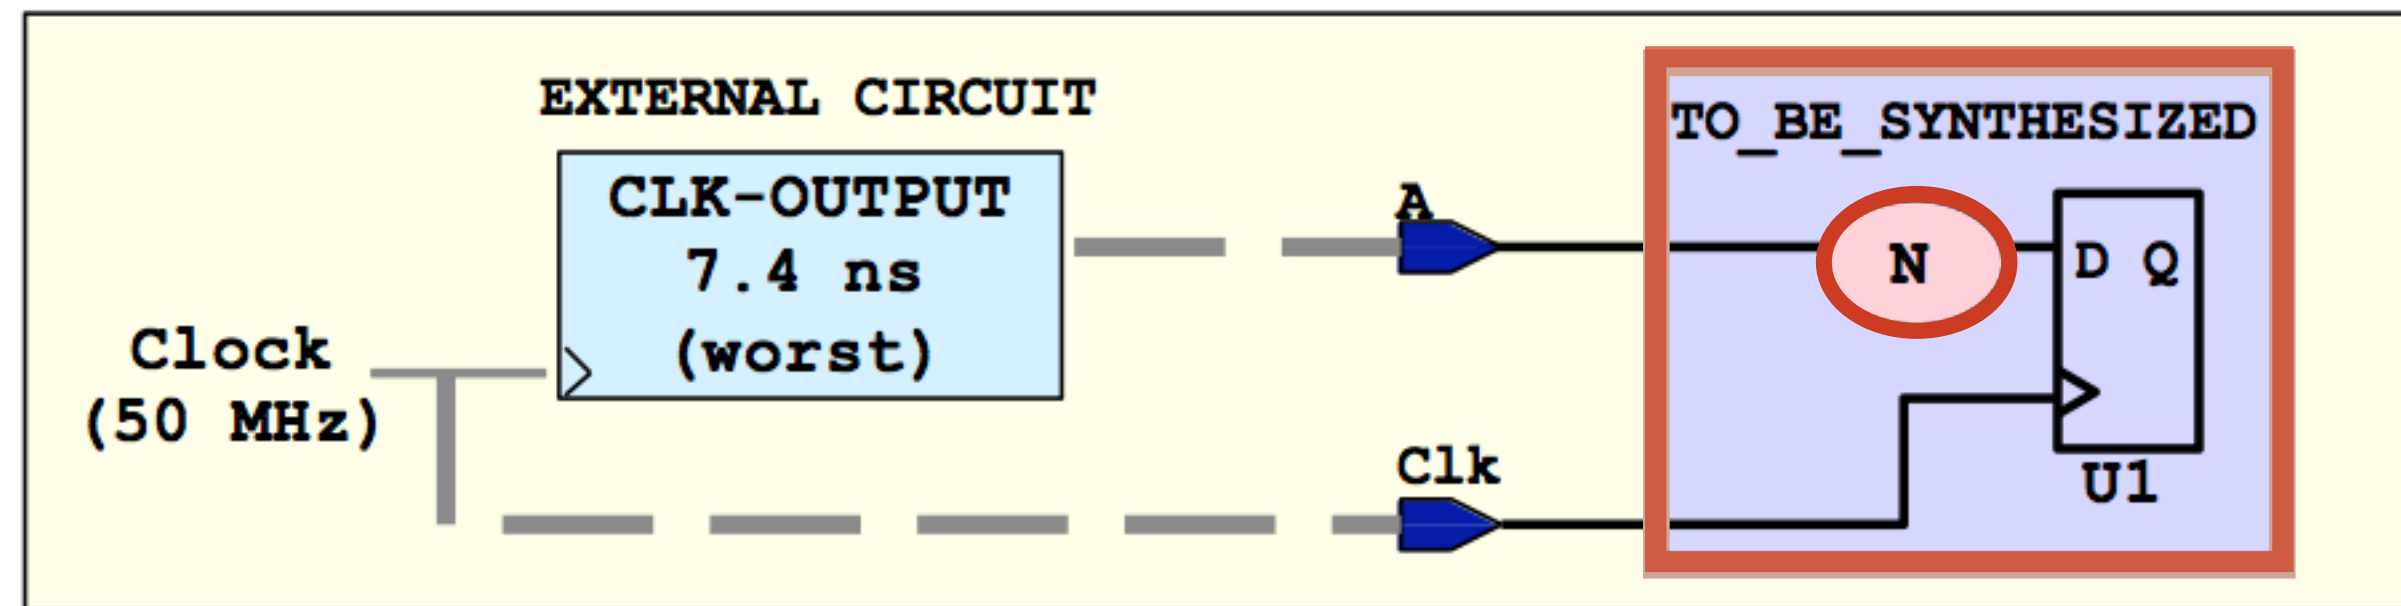 EXTERNAL CIRCUIT
CLK-OUTPUT
7.4 ns
(worst)
Clock
(50 MHz)
A
Clk
TO_BE_SYNTHESIZED
N
D Q
U1